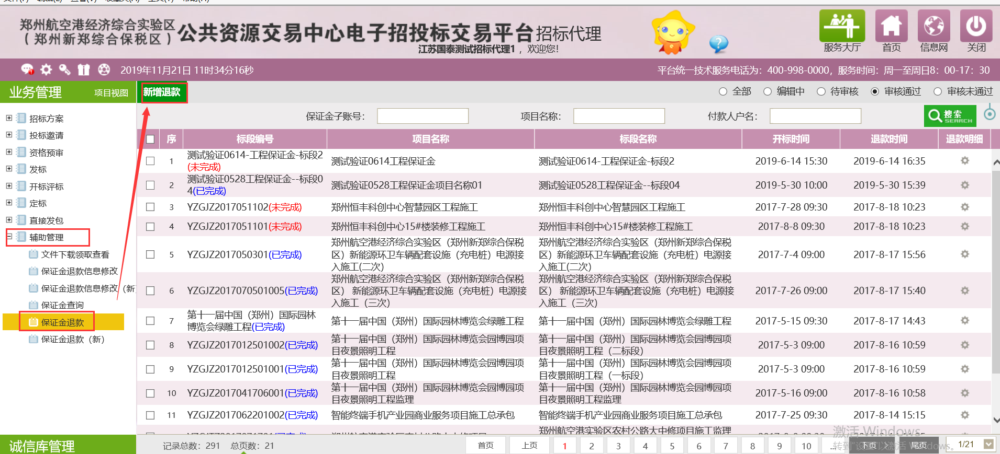 郑州航空港经济综合实验区
（郑州新郑综合保税区）
公共资源交易中心电子招投标交易平台 招标代理
江苏国泰测试招标代理1， 欢迎您!
服务大厅 首页 信息网 关闭
2019年11月21日 11时34分16秒
平台统一技术服务电话为：400-998-0000，服务时间：周一至周日8：00-17：30
业务管理 项目视图
新增退款
全部 编辑中 待审核 审核通过 审核未通过
保证金子账号： 项目名称： 付款人户名： 搜索 SEARCH
招标方案
投标邀请
资格预审
发标
开标评标
定标
直接发包
辅助管理
文件下载领取查看
保证金退款信息修改
保证金退款信息修改（新）
保证金查询
保证金退款
保证金退款（新）
诚信库管理
序 标段编号 项目名称 标段名称 开标时间 退款时间 退款明细
1 测试验证0614-工程保证金-标段2(未完成) 测试验证0614工程保证金 测试验证0614-工程保证金-标段2 2019-6-14 15:30 2019-6-14 16:35
2 测试验证0528工程保证金--标段04(已完成) 测试验证0528工程保证金项目名称01 测试验证0528工程保证金--标段04 2019-5-30 10:00 2019-5-30 15:39
3 YZGJZ2017051102(未完成) 郑州恒丰科创中心智慧园区工程施工 郑州恒丰科创中心智慧园区工程施工 2017-7-28 09:30 2017-8-18 10:23
4 YZGJZ2017051101(未完成) 郑州恒丰科创中心15#楼装修工程施工 郑州恒丰科创中心15#楼装修工程施工 2017-8-8 09:30 2017-8-18 10:23
5 YZGJZ2017050301(已完成) 郑州航空港经济综合实验区（郑州新郑综合保税区）新能源环卫车辆配套设施（充电桩）电源接入施工(二次) 郑州航空港经济综合实验区（郑州新郑综合保税区）新能源环卫车辆配套设施（充电桩）电源接入施工(二次) 2017-7-4 09:00 2017-8-17 15:56
6 YZGJZ2017070501005(已完成) 郑州航空港经济综合实验区（郑州新郑综合保税区） 新能源环卫车辆配套设施（充电桩）电源接入施工（三次） 郑州航空港经济综合实验区（郑州新郑综合保税区） 新能源环卫车辆配套设施（充电桩）电源接入施工（三次） 2017-7-26 09:00 2017-8-17 15:40
7 第十一届中国（郑州）国际园林博览会绿雕工程(已完成) 第十一届中国（郑州）国际园林博览会绿雕工程 第十一届中国（郑州）国际园林博览会绿雕工程 2017-5-15 09:30 2017-8-17 14:43
8 YZGJZ2017012501002(已完成) 第十一届中国（郑州）国际园林博览会园博园项目夜景照明工程 第十一届中国（郑州）国际园林博览会园博园项目夜景照明工程（二标段） 2017-5-3 09:00 2017-8-16 10:59
9 YZGJZ2017012501001(已完成) 第十一届中国（郑州）国际园林博览会园博园项目夜景照明工程 第十一届中国（郑州）国际园林博览会园博园项目夜景照明工程（一标段） 2017-5-3 09:00 2017-8-16 10:59
10 YZGJZ2017041706001(已完成) 第十一届中国（郑州）国际园林博览会园博园项目夜景照明工程监理 第十一届中国（郑州）国际园林博览会园博园项目夜景照明工程监理 2017-5-16 09:00 2017-8-16 10:58
11 YZGJZ2017062201002(已完成) 智能终端手机产业园商业服务项目施工总承包 智能终端手机产业园商业服务项目施工总承包 2017-7-25 09:30 2017-8-14 15:15
郑州航空港实验区农村公路大中修项目施工监理
激活 Windows
转到"设置"以激活 Windows。
记录总数：291 总页数：21 首页 上页 1 2 3 4 5 6 7 8 9 10 ... 下页 尾页 1/21